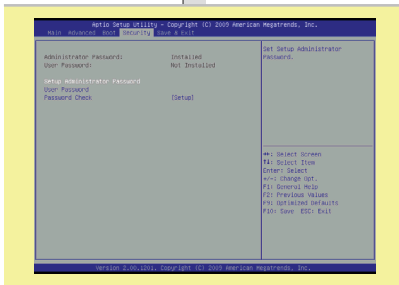 Aptio Setup Utility - Copyright (C) 2009 American Megatrends, Inc.
Main Advanced Boot Security Save & Exit
Administrator Password: Installed
User Password: Not Installed
Setup Administrator Password
User Password
Password Check [Setup]
Set Setup Administrator
Password.
→←: Select Screen
↑↓: Select Item
Enter: Select
+/-: Change Opt.
F1: General Help
F2: Previous Values
F9: Optimized Defaults
F10: Save ESC: Exit
Version 2.00.1201. Copyright (C) 2009 American Megatrends, Inc.